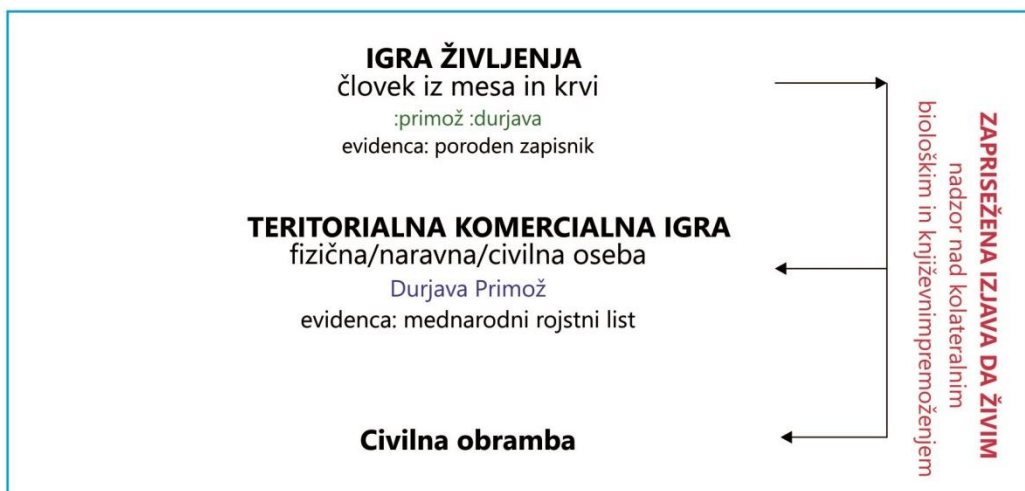 IGRA ŽIVLJENJA
človek iz mesa in krvi
:primož :durjava
evidenca: poroden zapisnik
TERITORIALNA KOMERCIALNA IGRA
fizična/naravna/civilna oseba
Durjava Primož
evidenca: mednarodni rojstni list
Civilna obramba
ZAPRISEŽENA IZJAVA DA ŽIVIM
nadzor nad kolateralnim
biološkim in književnimpremoženjem